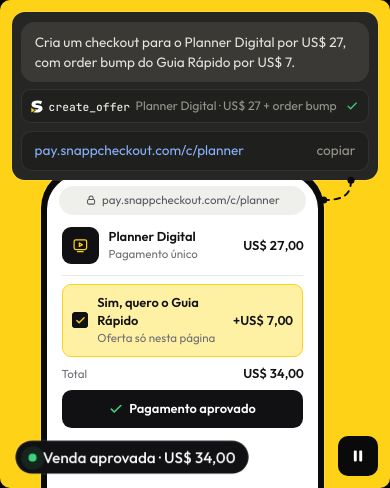 Cria um checkout para o Planner Digital por US$ 27,
com order bump do Guia Rápido por US$ 7.
S create_offer Planner Digital · US$ 27 + order bump
pay.snappcheckout.com/c/planner copiar
pay.snappcheckout.com/c/planner
Planner Digital
Pagamento único
US$ 27,00
Sim, quero o Guia
Rápido
Oferta só nesta página
+US$ 7,00
Total US$ 34,00
Pagamento aprovado
Venda aprovada · US$ 34,00